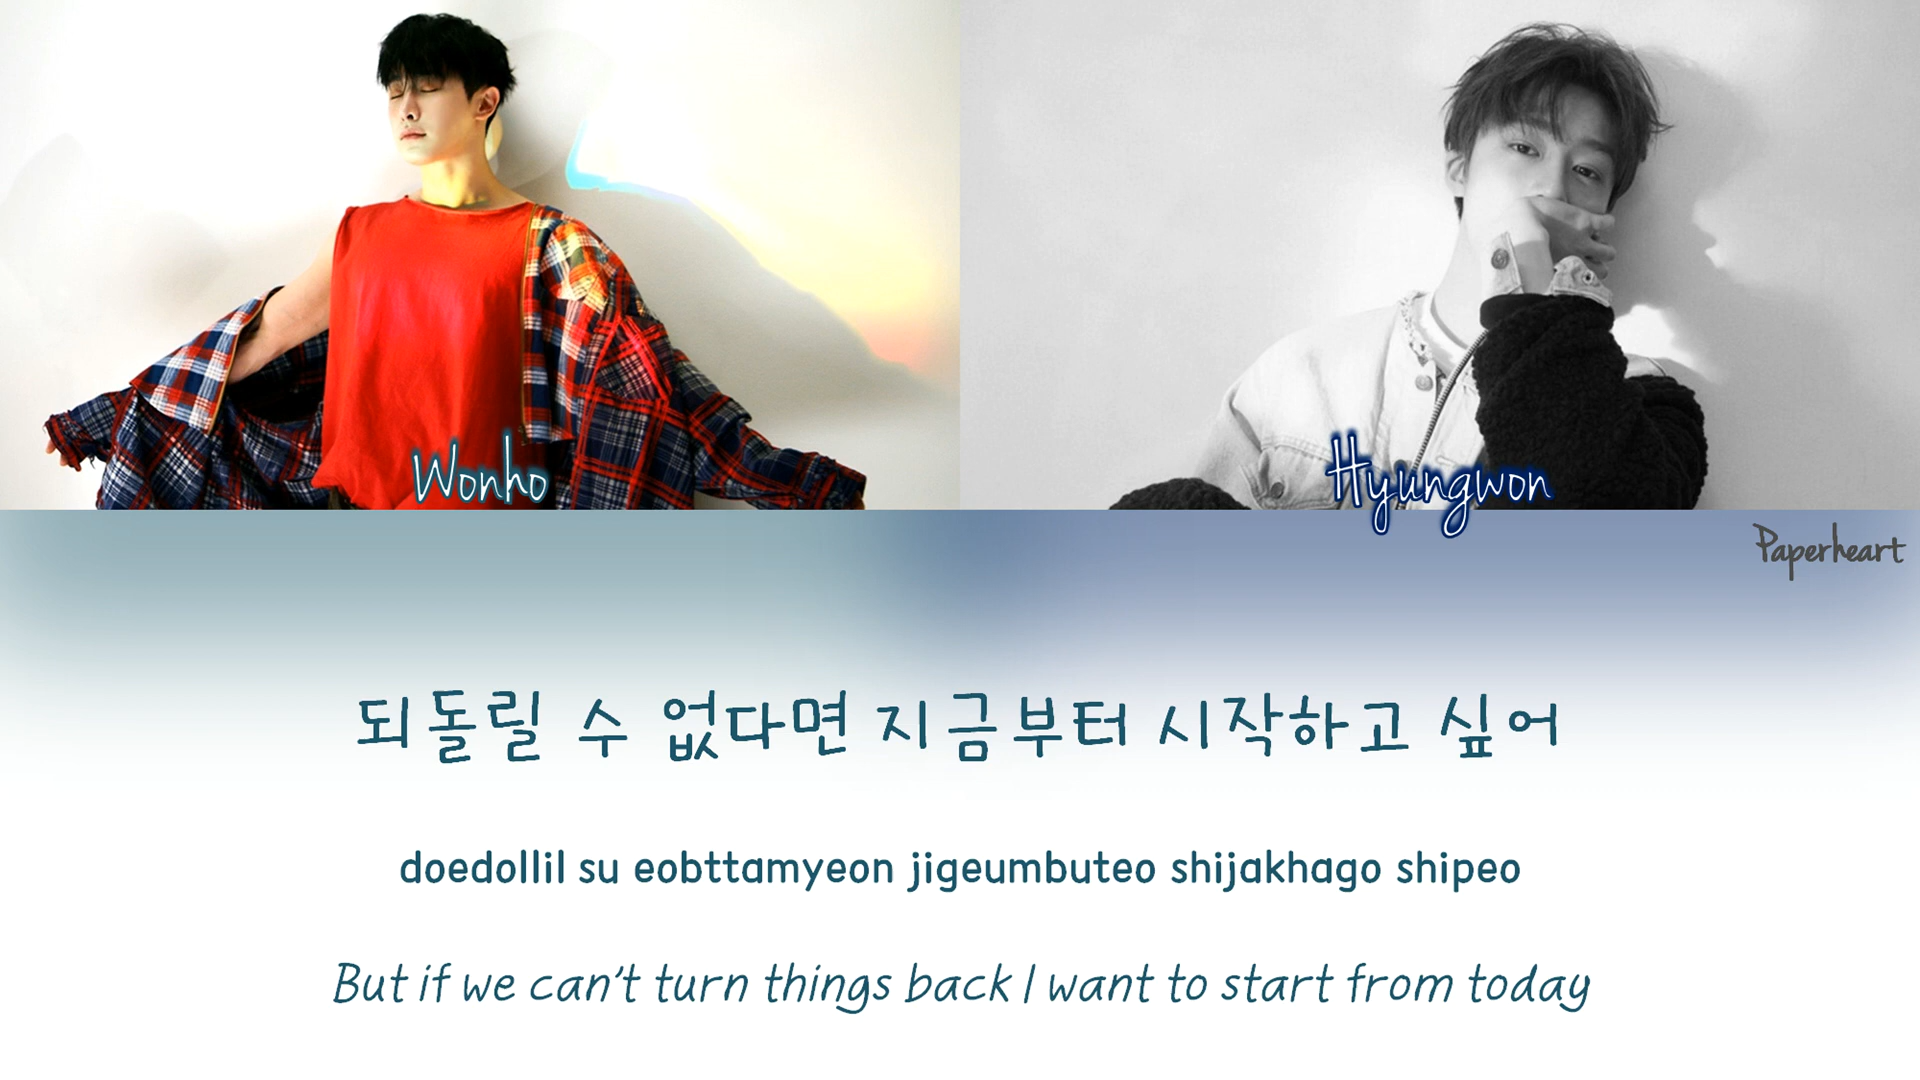 Wonho
Hyungwon
Paperheart
되돌릴 수 없다면 지금부터 시작하고 싶어
doedollil su eobttamyeon jigeumbuteo shijakhago shipeo
But if we can't turn things back I want to start from today